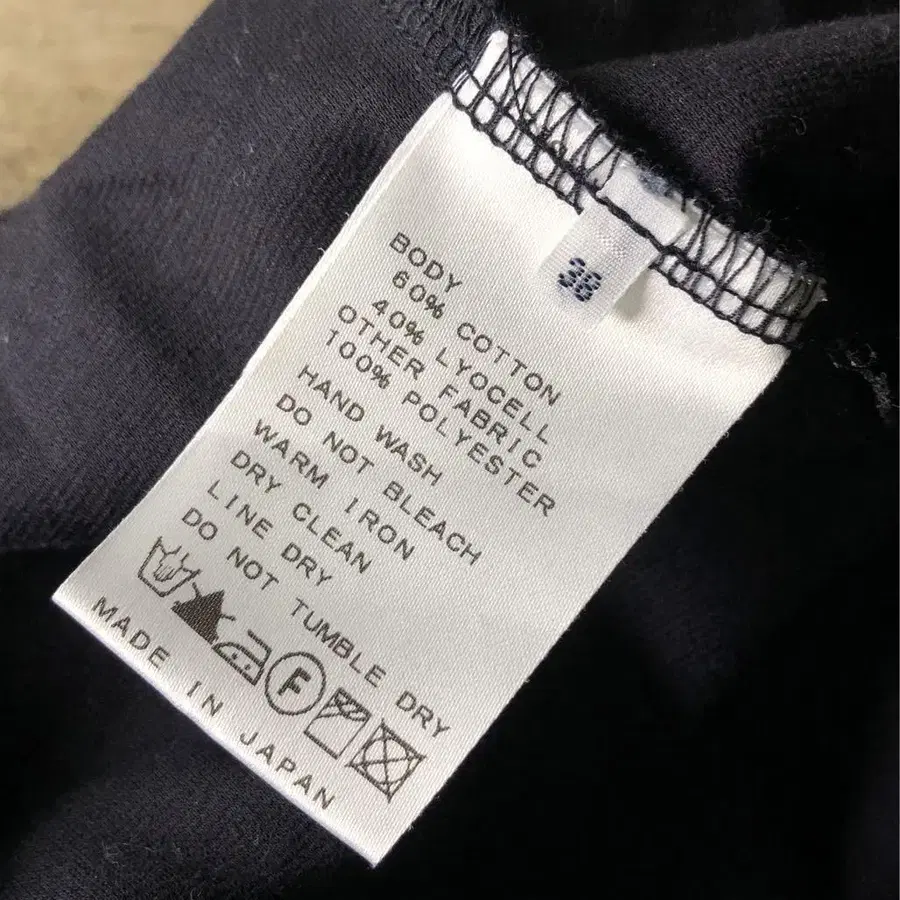 36
BODY
60% COTTON
40% LYOCELL
OTHER FABRIC
100% POLYESTER
HAND WASH
DO NOT BLEACH
WARM IRON
DRY CLEAN
LINE DRY
DO NOT TUMBLE DRY
F
MADE IN JAPAN